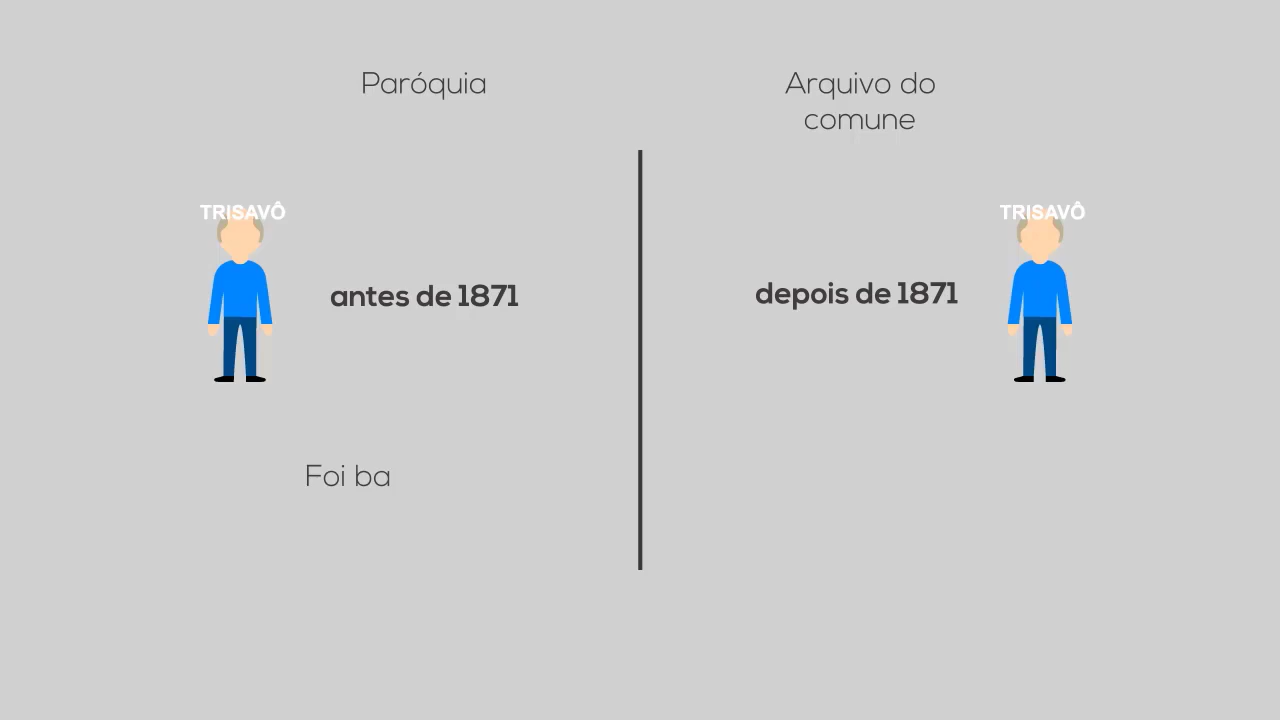 Paróquia
Arquivo do
comune
TRISAVÔ
TRISAVÔ
antes de 1871
depois de 1871
Foi ba